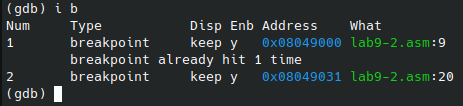 (gdb) i b
Num     Type           Disp Enb Address    What
1       breakpoint     keep y   0x08049000 lab9-2.asm:9
        breakpoint already hit 1 time
2       breakpoint     keep y   0x08049031 lab9-2.asm:20
(gdb)